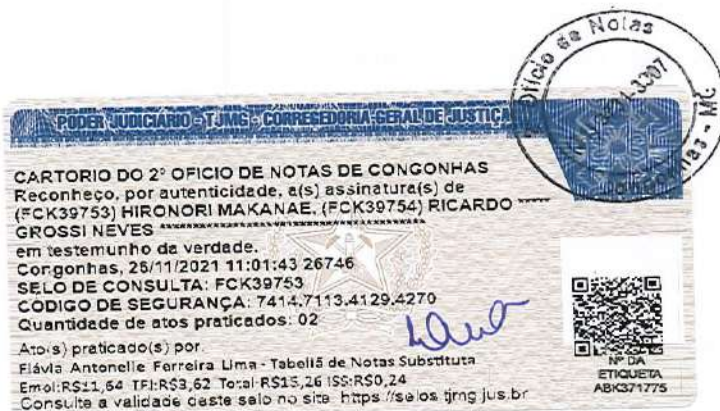 Ofício de Notas
Congonhas - MG
PODER JUDICIÁRIO - TJMG - CORREGEDORIA-GERAL DE JUSTIÇA
CARTORIO DO 2º OFICIO DE NOTAS DE CONGONHAS
Reconheço, por autenticidade, a(s) assinatura(s) de
(FCK39753) HIRONORI MAKANAE, (FCK39754) RICARDO *****
GROSSI NEVES
em testemunho da verdade.
Congonhas, 26/11/2021 11:01:43 26746
SELO DE CONSULTA: FCK39753
CÓDIGO DE SEGURANÇA: 7414.7113.4129.4270
Quantidade de atos praticados: 02
Ato(s) praticado(s) por
Flávia Antonelle Ferreira Lima - Tabeliã de Notas Substituta
Emol:R$11,64 TFJ:R$3,62 Total:R$15,26 ISS:R$0,24
Consulte a validade deste selo no site: https://selos.tjmg.jus.br
Nº DA
ETIQUETA
ABK371775